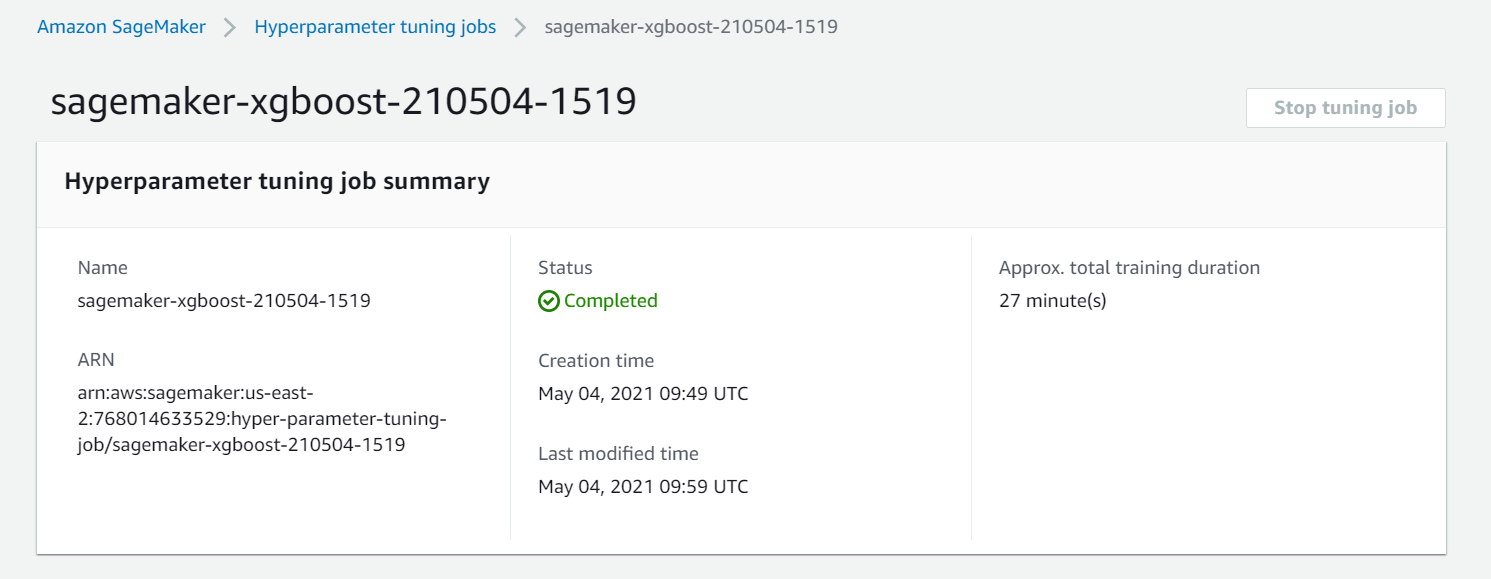 Amazon SageMaker > Hyperparameter tuning jobs > sagemaker-xgboost-210504-1519
sagemaker-xgboost-210504-1519
Stop tuning job
Hyperparameter tuning job summary
Name
sagemaker-xgboost-210504-1519
ARN
arn:aws:sagemaker:us-east-
2:768014633529:hyper-parameter-tuning-
job/sagemaker-xgboost-210504-1519
Status
Completed
Creation time
May 04, 2021 09:49 UTC
Last modified time
May 04, 2021 09:59 UTC
Approx. total training duration
27 minute(s)